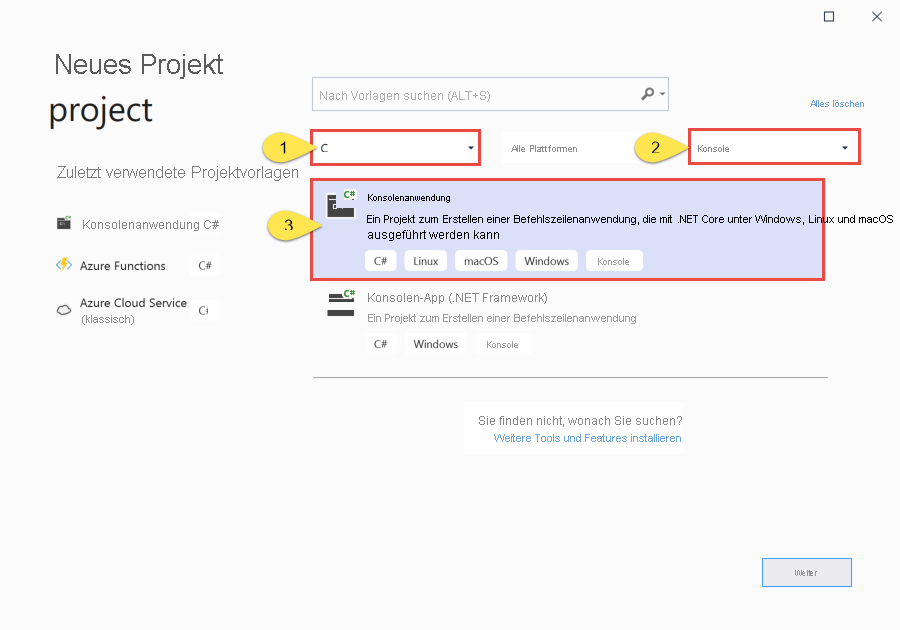 Neues Projekt
project
Nach Vorlagen suchen (ALT+S)
Alles löschen
1
C
Alle Plattformen
2
Konsole
Zuletzt verwendete Projektvorlagen
Konsolenanwendung C#
Azure Functions C#
Azure Cloud Service
(klassisch)
3
C#
Konsolenanwendung
Ein Projekt zum Erstellen einer Befehlszeilenanwendung, die mit .NET Core unter Windows, Linux und macOS
ausgeführt werden kann
C# Linux macOS Windows Konsole
C#
Konsolen-App (.NET Framework)
Ein Projekt zum Erstellen einer Befehlszeilenanwendung
C# Windows Konsole
Sie finden nicht, wonach Sie suchen?
Weitere Tools und Features installieren
Weiter